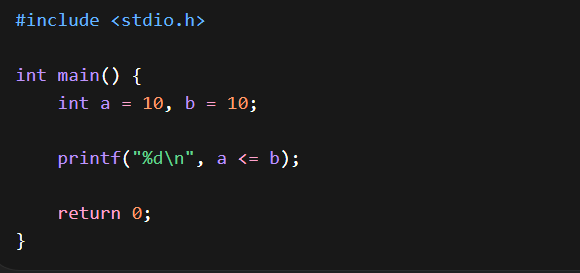 #include <stdio.h>
int main() {
    int a = 10, b = 10;
    printf("%d\n", a <= b);
    return 0;
}